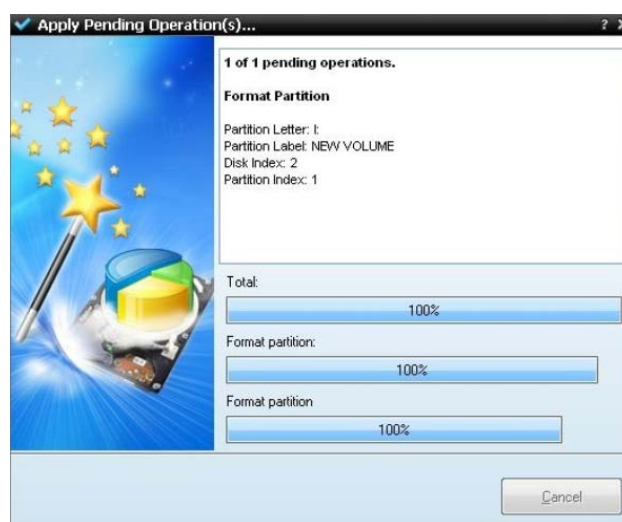 Apply Pending Operation(s)...
?
1 of 1 pending operations.
Format Partition
Partition Letter: I:
Partition Label: NEW VOLUME
Disk Index: 2
Partition Index: 1
Total:
100%
Format partition:
100%
Format partition
100%
Cancel